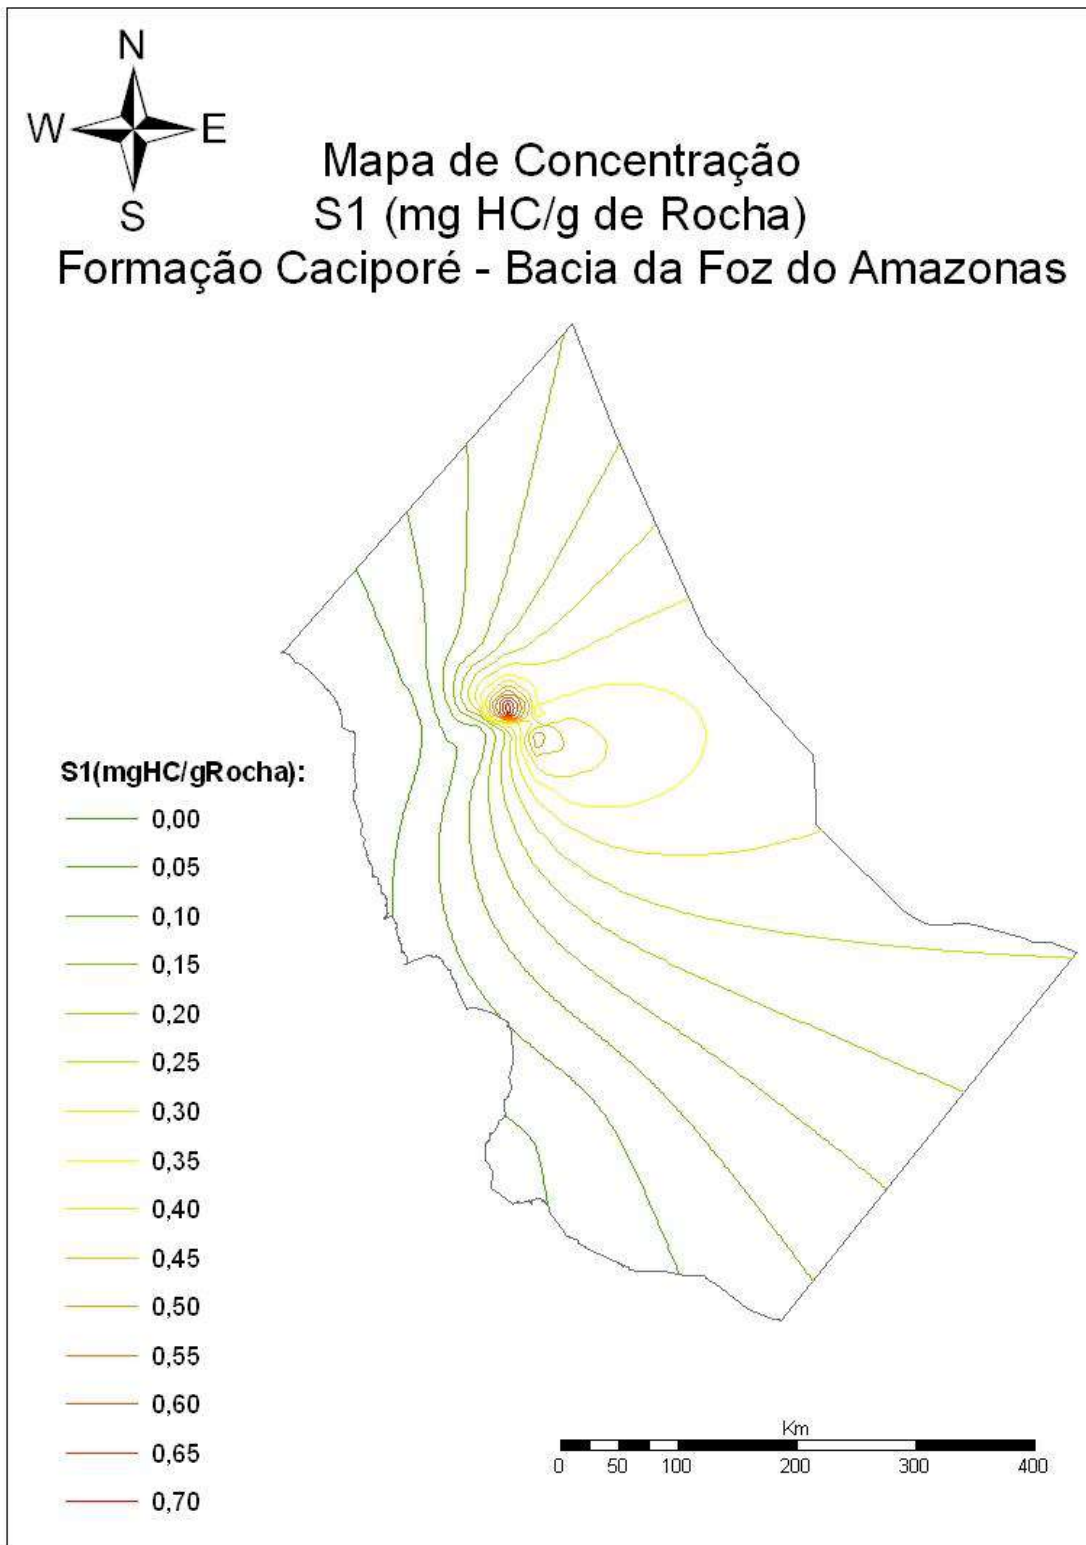 N
W E
S
Mapa de Concentração
S1 (mg HC/g de Rocha)
Formação Caciporé - Bacia da Foz do Amazonas
S1(mgHC/gRocha):
0,00
0,05
0,10
0,15
0,20
0,25
0,30
0,35
0,40
0,45
0,50
0,55
0,60
0,65
0,70
Km
0 50 100 200 300 400